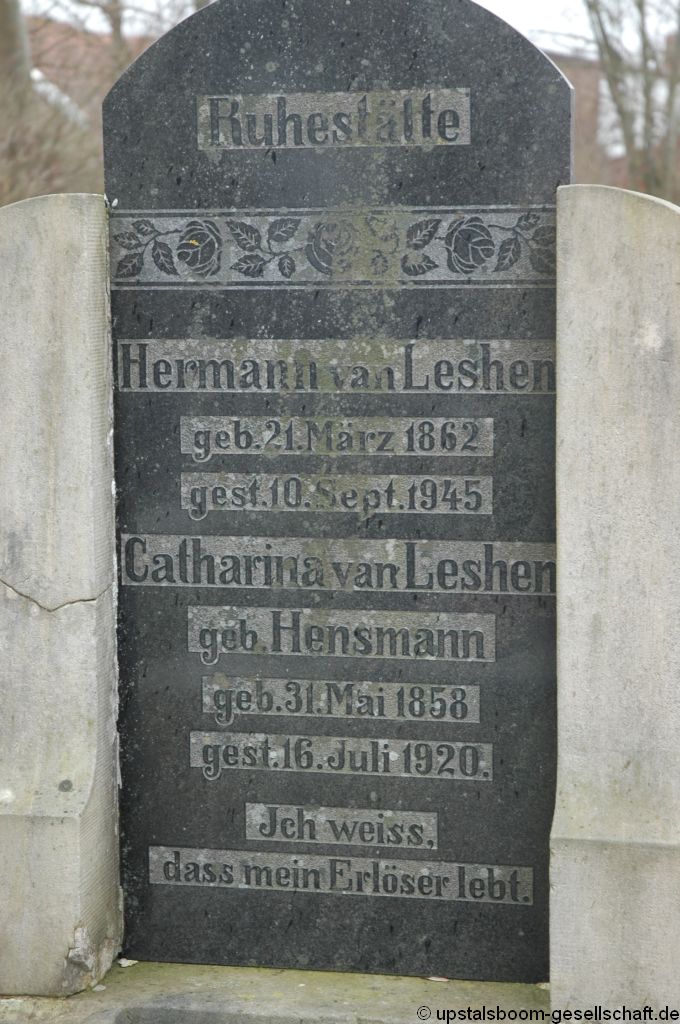 Ruhestätte
Hermann van Leshen
geb. 21. März 1862
gest. 10. Sept. 1945
Catharina van Leshen
geb. Hensmann
geb. 31. Mai 1858
gest. 16. Juli 1920.
Jch weiss,
dass mein Erlöser lebt.
© upstalsboom-gesellschaft.de